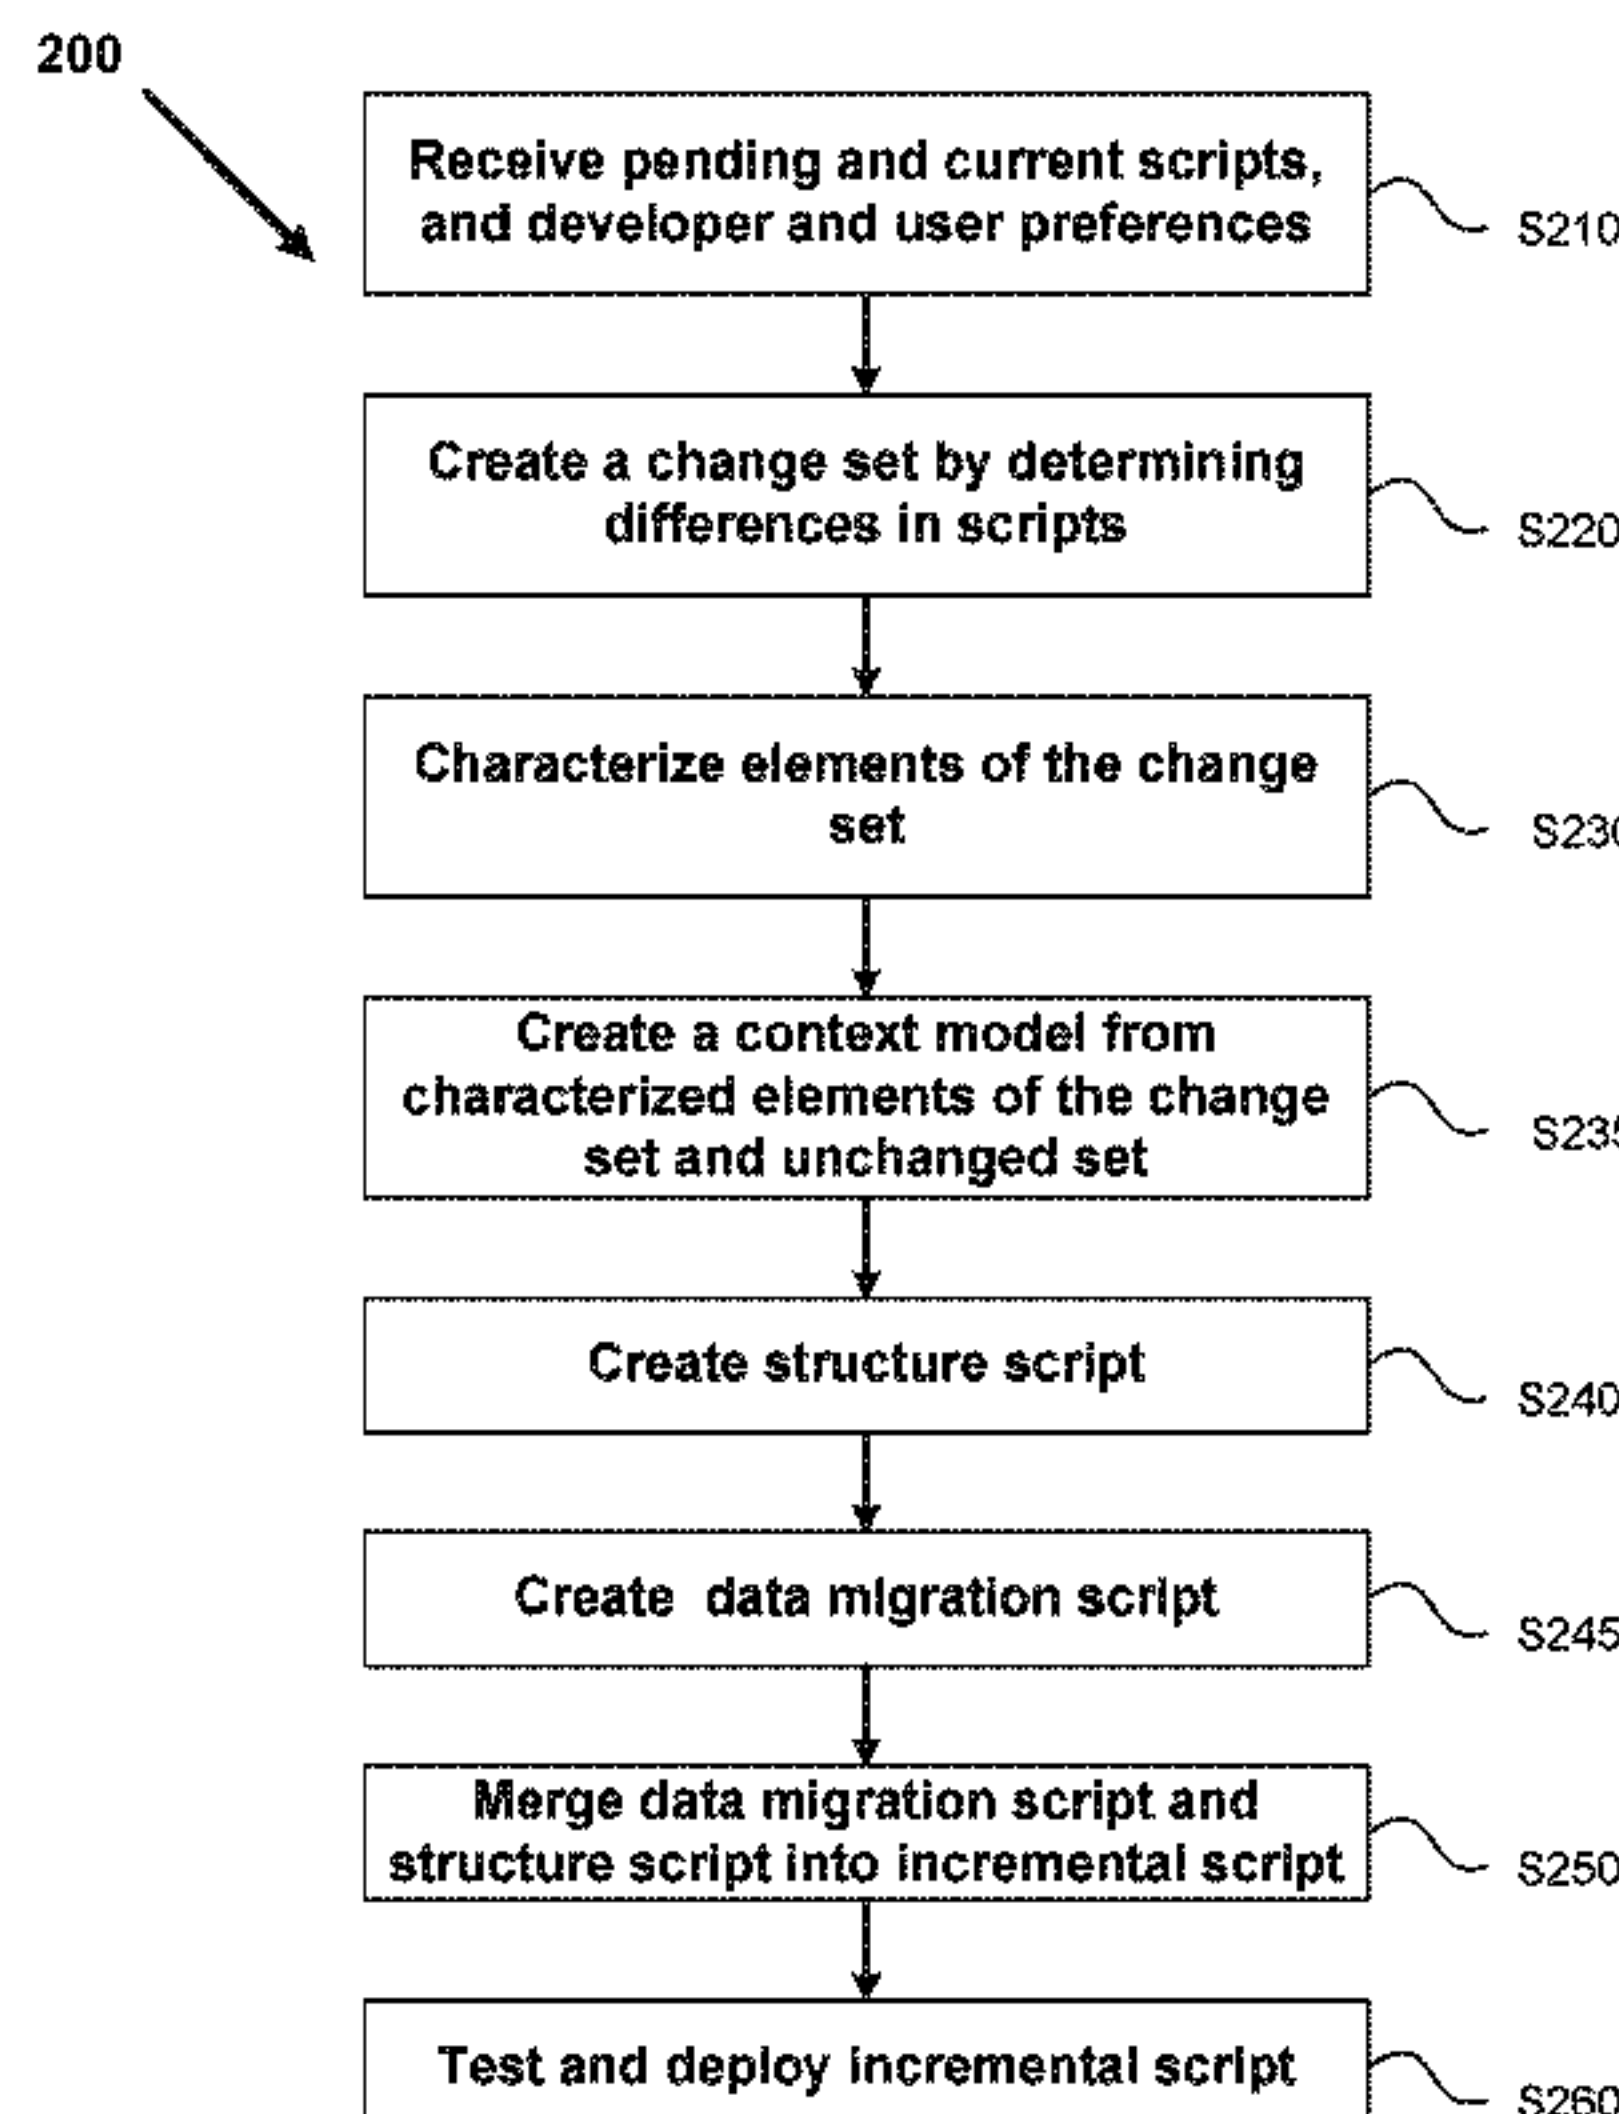 200
Receive pending and current scripts,
and developer and user preferences
S210
Create a change set by determining
differences in scripts
S220
Characterize elements of the change
set
S230
Create a context model from
characterized elements of the change
set and unchanged set
S235
Create structure script
S240
Create data migration script
S245
Merge data migration script and
structure script into incremental script
S250
Test and deploy incremental script
S260